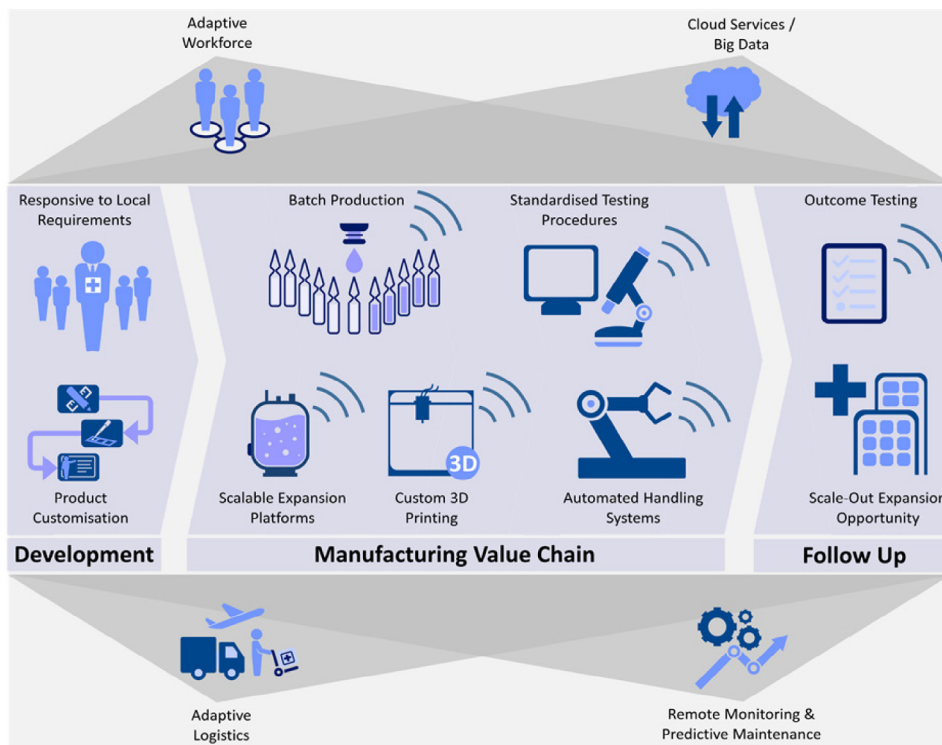 Adaptive
Workforce
Cloud Services /
Big Data
Responsive to Local
Requirements
Batch Production
Standardised Testing
Procedures
Outcome Testing
3D
Product
Customisation
Scalable Expansion
Platforms
Custom 3D
Printing
Automated Handling
Systems
Scale-Out Expansion
Opportunity
Development
Manufacturing Value Chain
Follow Up
Adaptive
Logistics
Remote Monitoring &
Predictive Maintenance